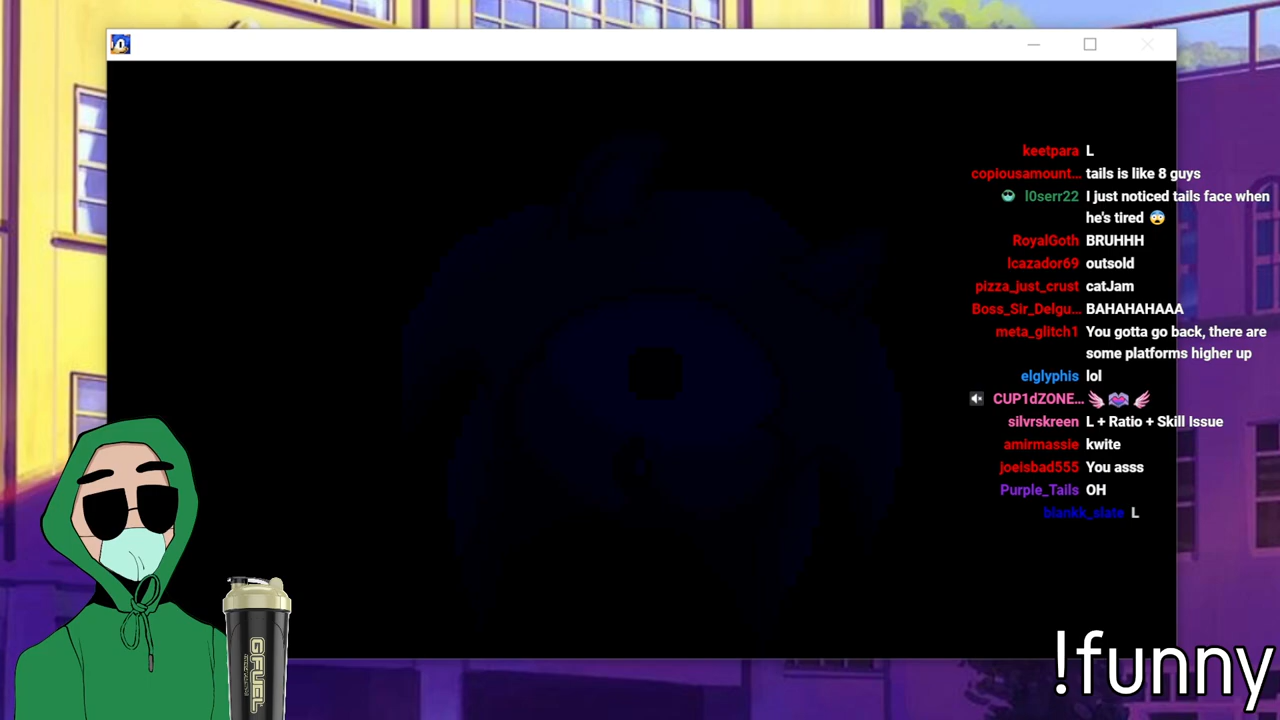 keetpara L
copiousamount... tails is like 8 guys
l0serr22 I just noticed tails face when
he's tired 😨
RoyalGoth BRUHHH
lcazador69 outsold
pizza_just_crust catJam
Boss_Sir_Delgu... BAHAHAHAAA
meta_glitch1 You gotta go back, there are
some platforms higher up
elglyphis lol
CUP1dZONE...
silvrskreen L + Ratio + Skill Issue
amirmassie kwite
joeisbad555 You asss
Purple_Tails OH
blankk_slate L
GFUEL
!funny